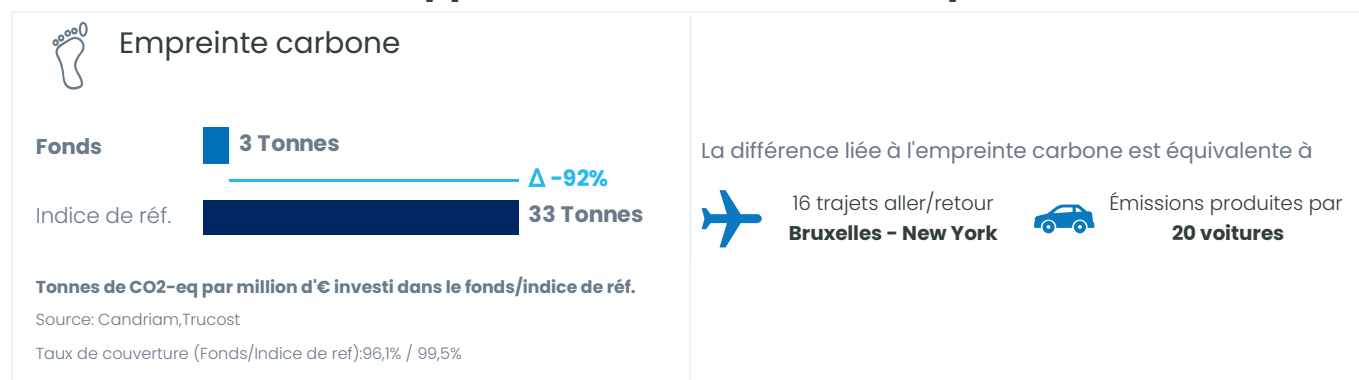 Empreinte carbone
Fonds
3 Tonnes
Δ -92%
Indice de réf.
33 Tonnes
Tonnes de CO2-eq par million d'€ investi dans le fonds/indice de réf.
Source: Candriam,Trucost
Taux de couverture (Fonds/Indice de ref):96,1% / 99,5%
La différence liée à l'empreinte carbone est équivalente à
16 trajets aller/retour
Bruxelles - New York
Émissions produites par
20 voitures